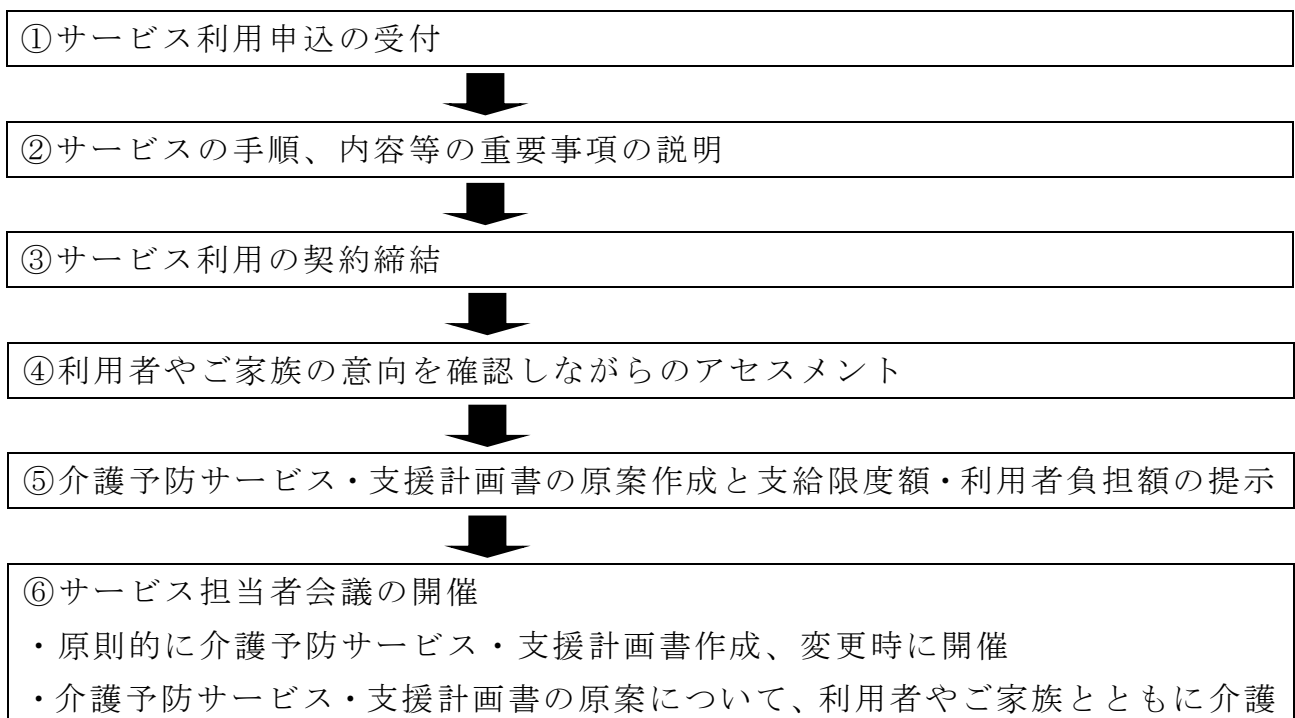 ①サービス利用申込の受付
②サービスの手順、内容等の重要事項の説明
③サービス利用の契約締結
④利用者やご家族の意向を確認しながらのアセスメント
⑤介護予防サービス・支援計画書の原案作成と支給限度額・利用者負担額の提示
⑥サービス担当者会議の開催
・原則的に介護予防サービス・支援計画書作成、変更時に開催
・介護予防サービス・支援計画書の原案について、利用者やご家族とともに介護